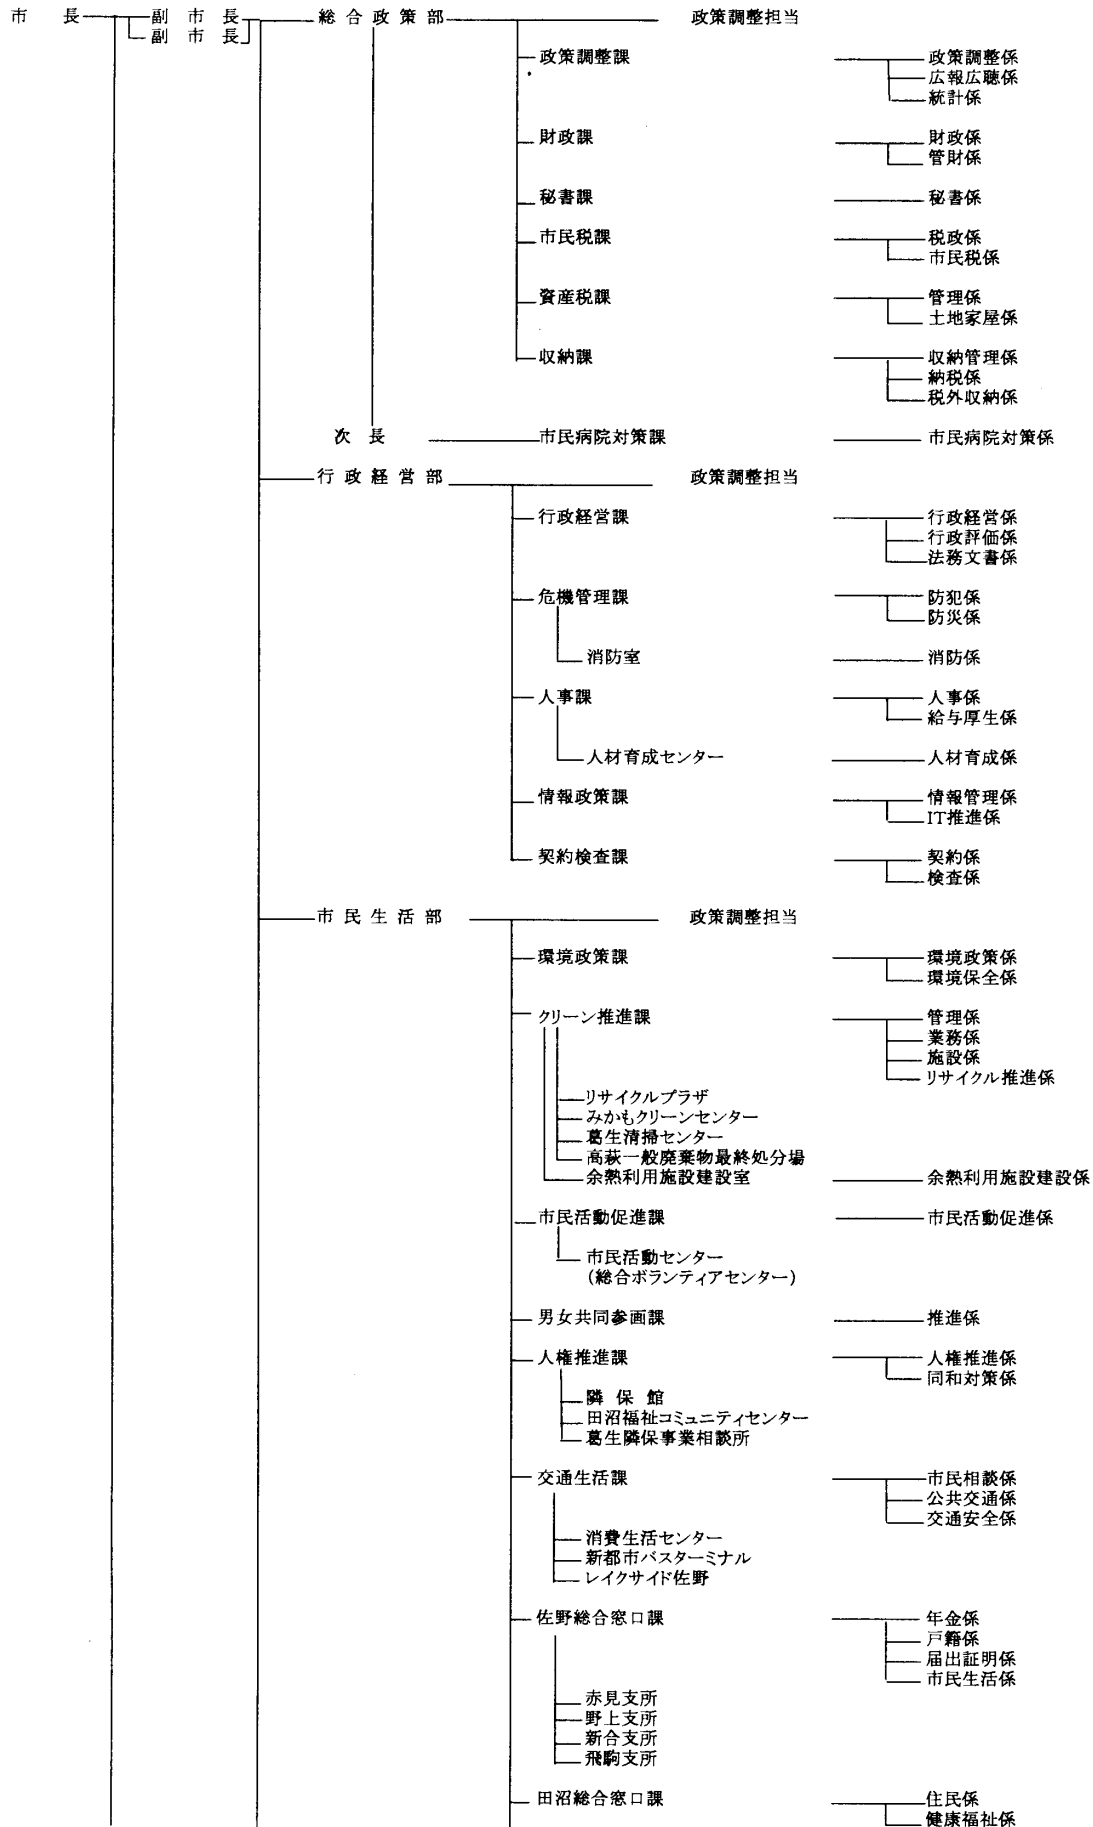 市長 副市長 総合政策部 政策調整担当
副市長
政策調整課 政策調整係
広報広聴係
統計係
財政課 財政係
管財係
秘書課 秘書係
市民税課 税政係
市民税係
資産税課 管理係
土地家屋係
収納課 収納管理係
納税係
税外収納係
次長 市民病院対策課 市民病院対策係
行政経営部 政策調整担当
行政経営課 行政経営係
行政評価係
法務文書係
危機管理課 防犯係
防災係
消防室 消防係
人事課 人事係
給与厚生係
人材育成センター 人材育成係
情報政策課 情報管理係
IT推進係
契約検査課 契約係
検査係
市民生活部 政策調整担当
環境政策課 環境政策係
環境保全係
クリーン推進課 管理係
業務係
施設係
リサイクル推進係
リサイクルプラザ
みかもクリーンセンター
葛生清掃センター
高萩一般廃棄物最終処分場
余熱利用施設建設室 余熱利用施設建設係
市民活動促進課 市民活動促進係
市民活動センター
(総合ボランティアセンター)
男女共同参画課 推進係
人権推進課 人権推進係
同和対策係
隣保館
田沼福祉コミュニティセンター
葛生隣保事業相談所
交通生活課 市民相談係
公共交通係
交通安全係
消費生活センター
新都市バスターミナル
レイクサイド佐野
佐野総合窓口課 年金係
戸籍係
届出証明係
市民生活係
赤見支所
野上支所
新合支所
飛駒支所
田沼総合窓口課 住民係
健康福祉係